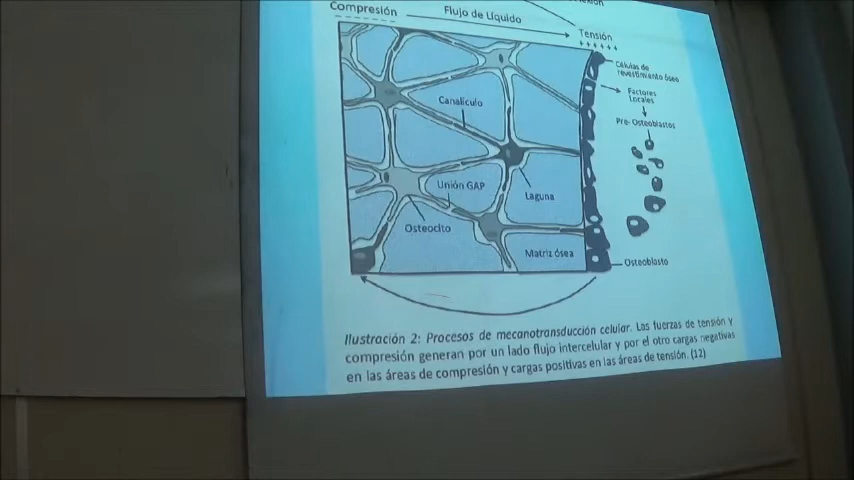 Compresión
Flujo de Líquido
Tensión
+ + + + + +
Células de
revestimiento óseo
Factores
Locales
Pre-Osteoblastos
Canalículo
Unión GAP
Laguna
Osteocito
Matriz ósea
Osteoblasto
Ilustración 2: Procesos de mecanotransducción celular. Las fuerzas de tensión y
compresión generan por un lado flujo intercelular y por el otro cargas negativas
en las áreas de compresión y cargas positivas en las áreas de tensión. (12)